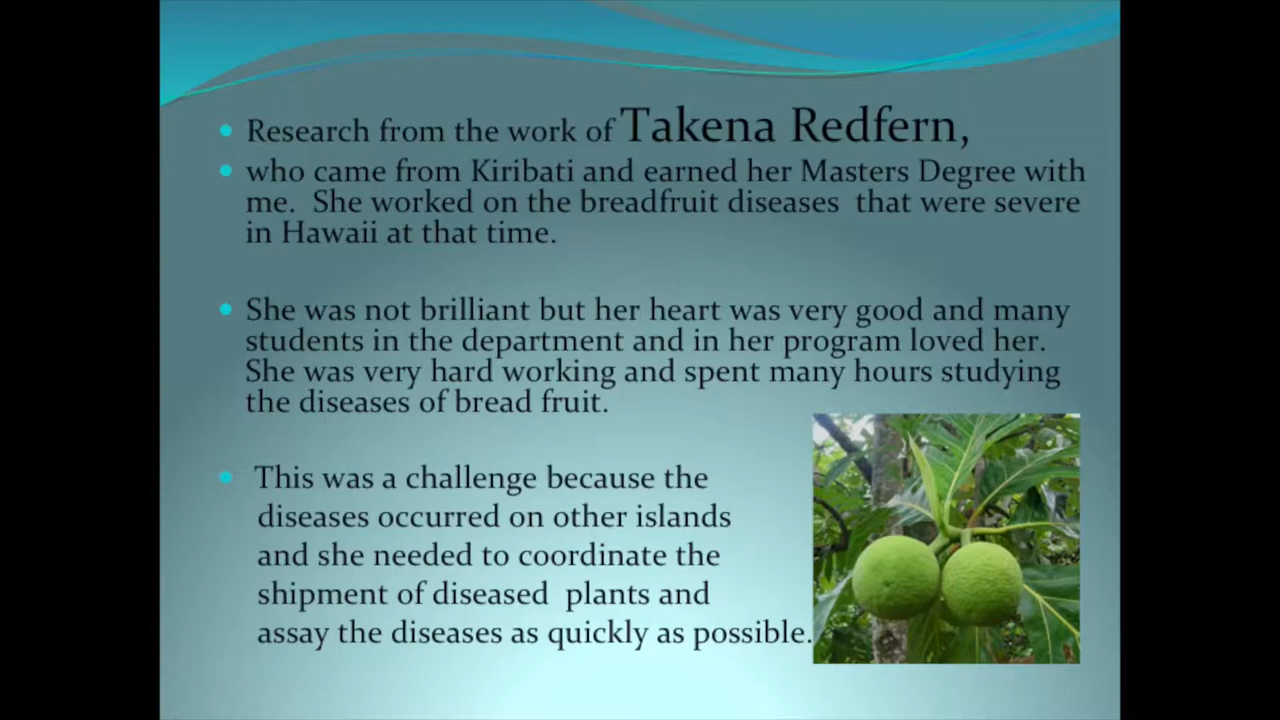 Research from the work of Takena Redfern,
who came from Kiribati and earned her Masters Degree with
me. She worked on the breadfruit diseases that were severe
in Hawaii at that time.
She was not brilliant but her heart was very good and many
students in the department and in her program loved her.
She was very hard working and spent many hours studying
the diseases of bread fruit.
This was a challenge because the
diseases occurred on other islands
and she needed to coordinate the
shipment of diseased plants and
assay the diseases as quickly as possible.